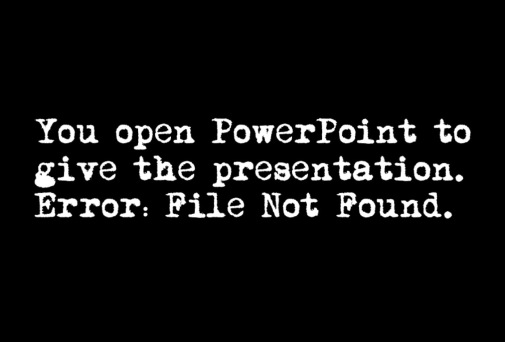 You open PowerPoint to
give the presentation.
Error: File Not Found.